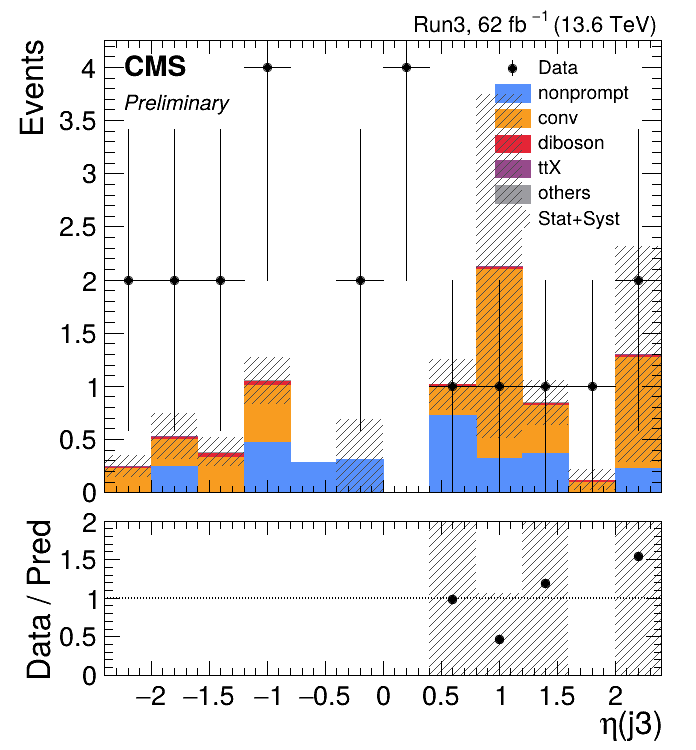 Run3, 62 fb⁻¹ (13.6 TeV)
CMS
Preliminary
Events
4
3.5
3
2.5
2
1.5
1
0.5
0
Data
nonprompt
conv
diboson
ttX
others
Stat+Syst
Data / Pred
2
1.5
1
0.5
0
−2 −1.5 −1 −0.5 0 0.5 1 1.5 2
η(j3)